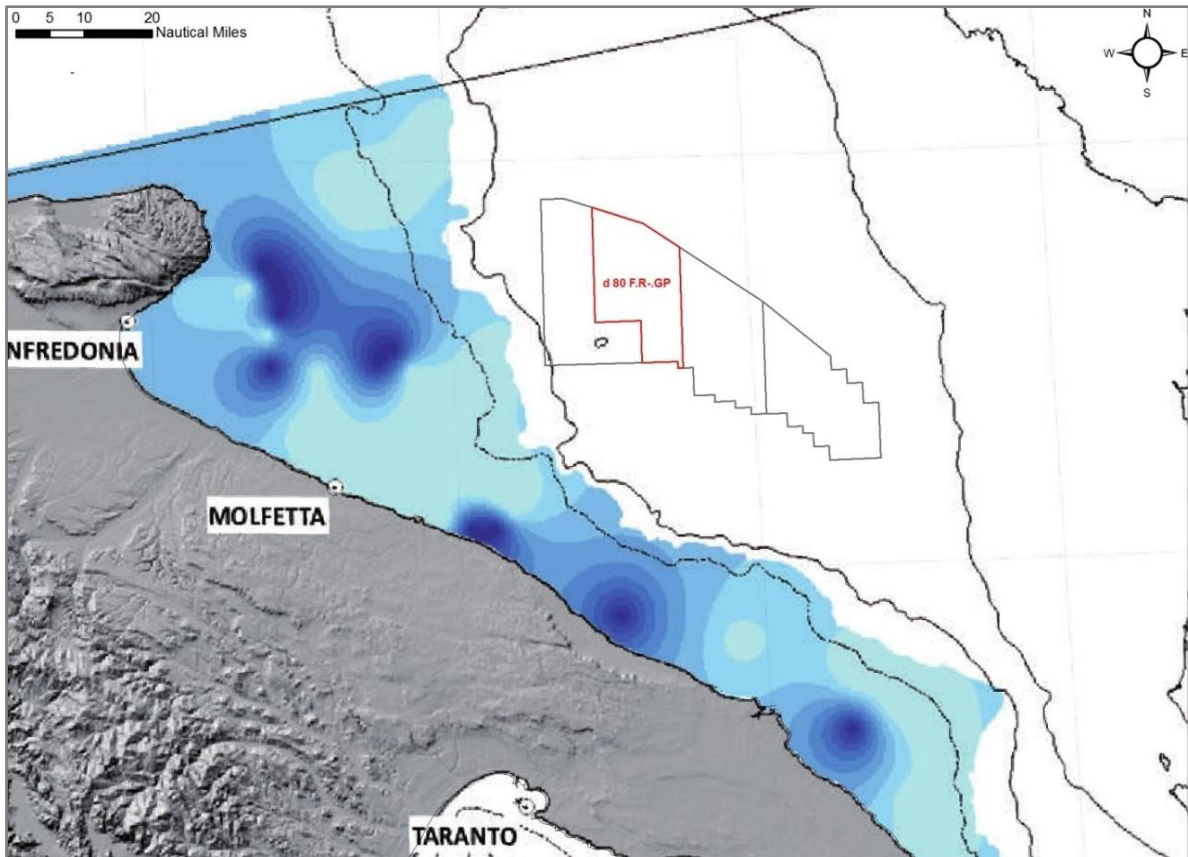 0 5 10 20
Nautical Miles
N
W E
S
d 80 F.R-.GP
NFREDONIA
MOLFETTA
TARANTO